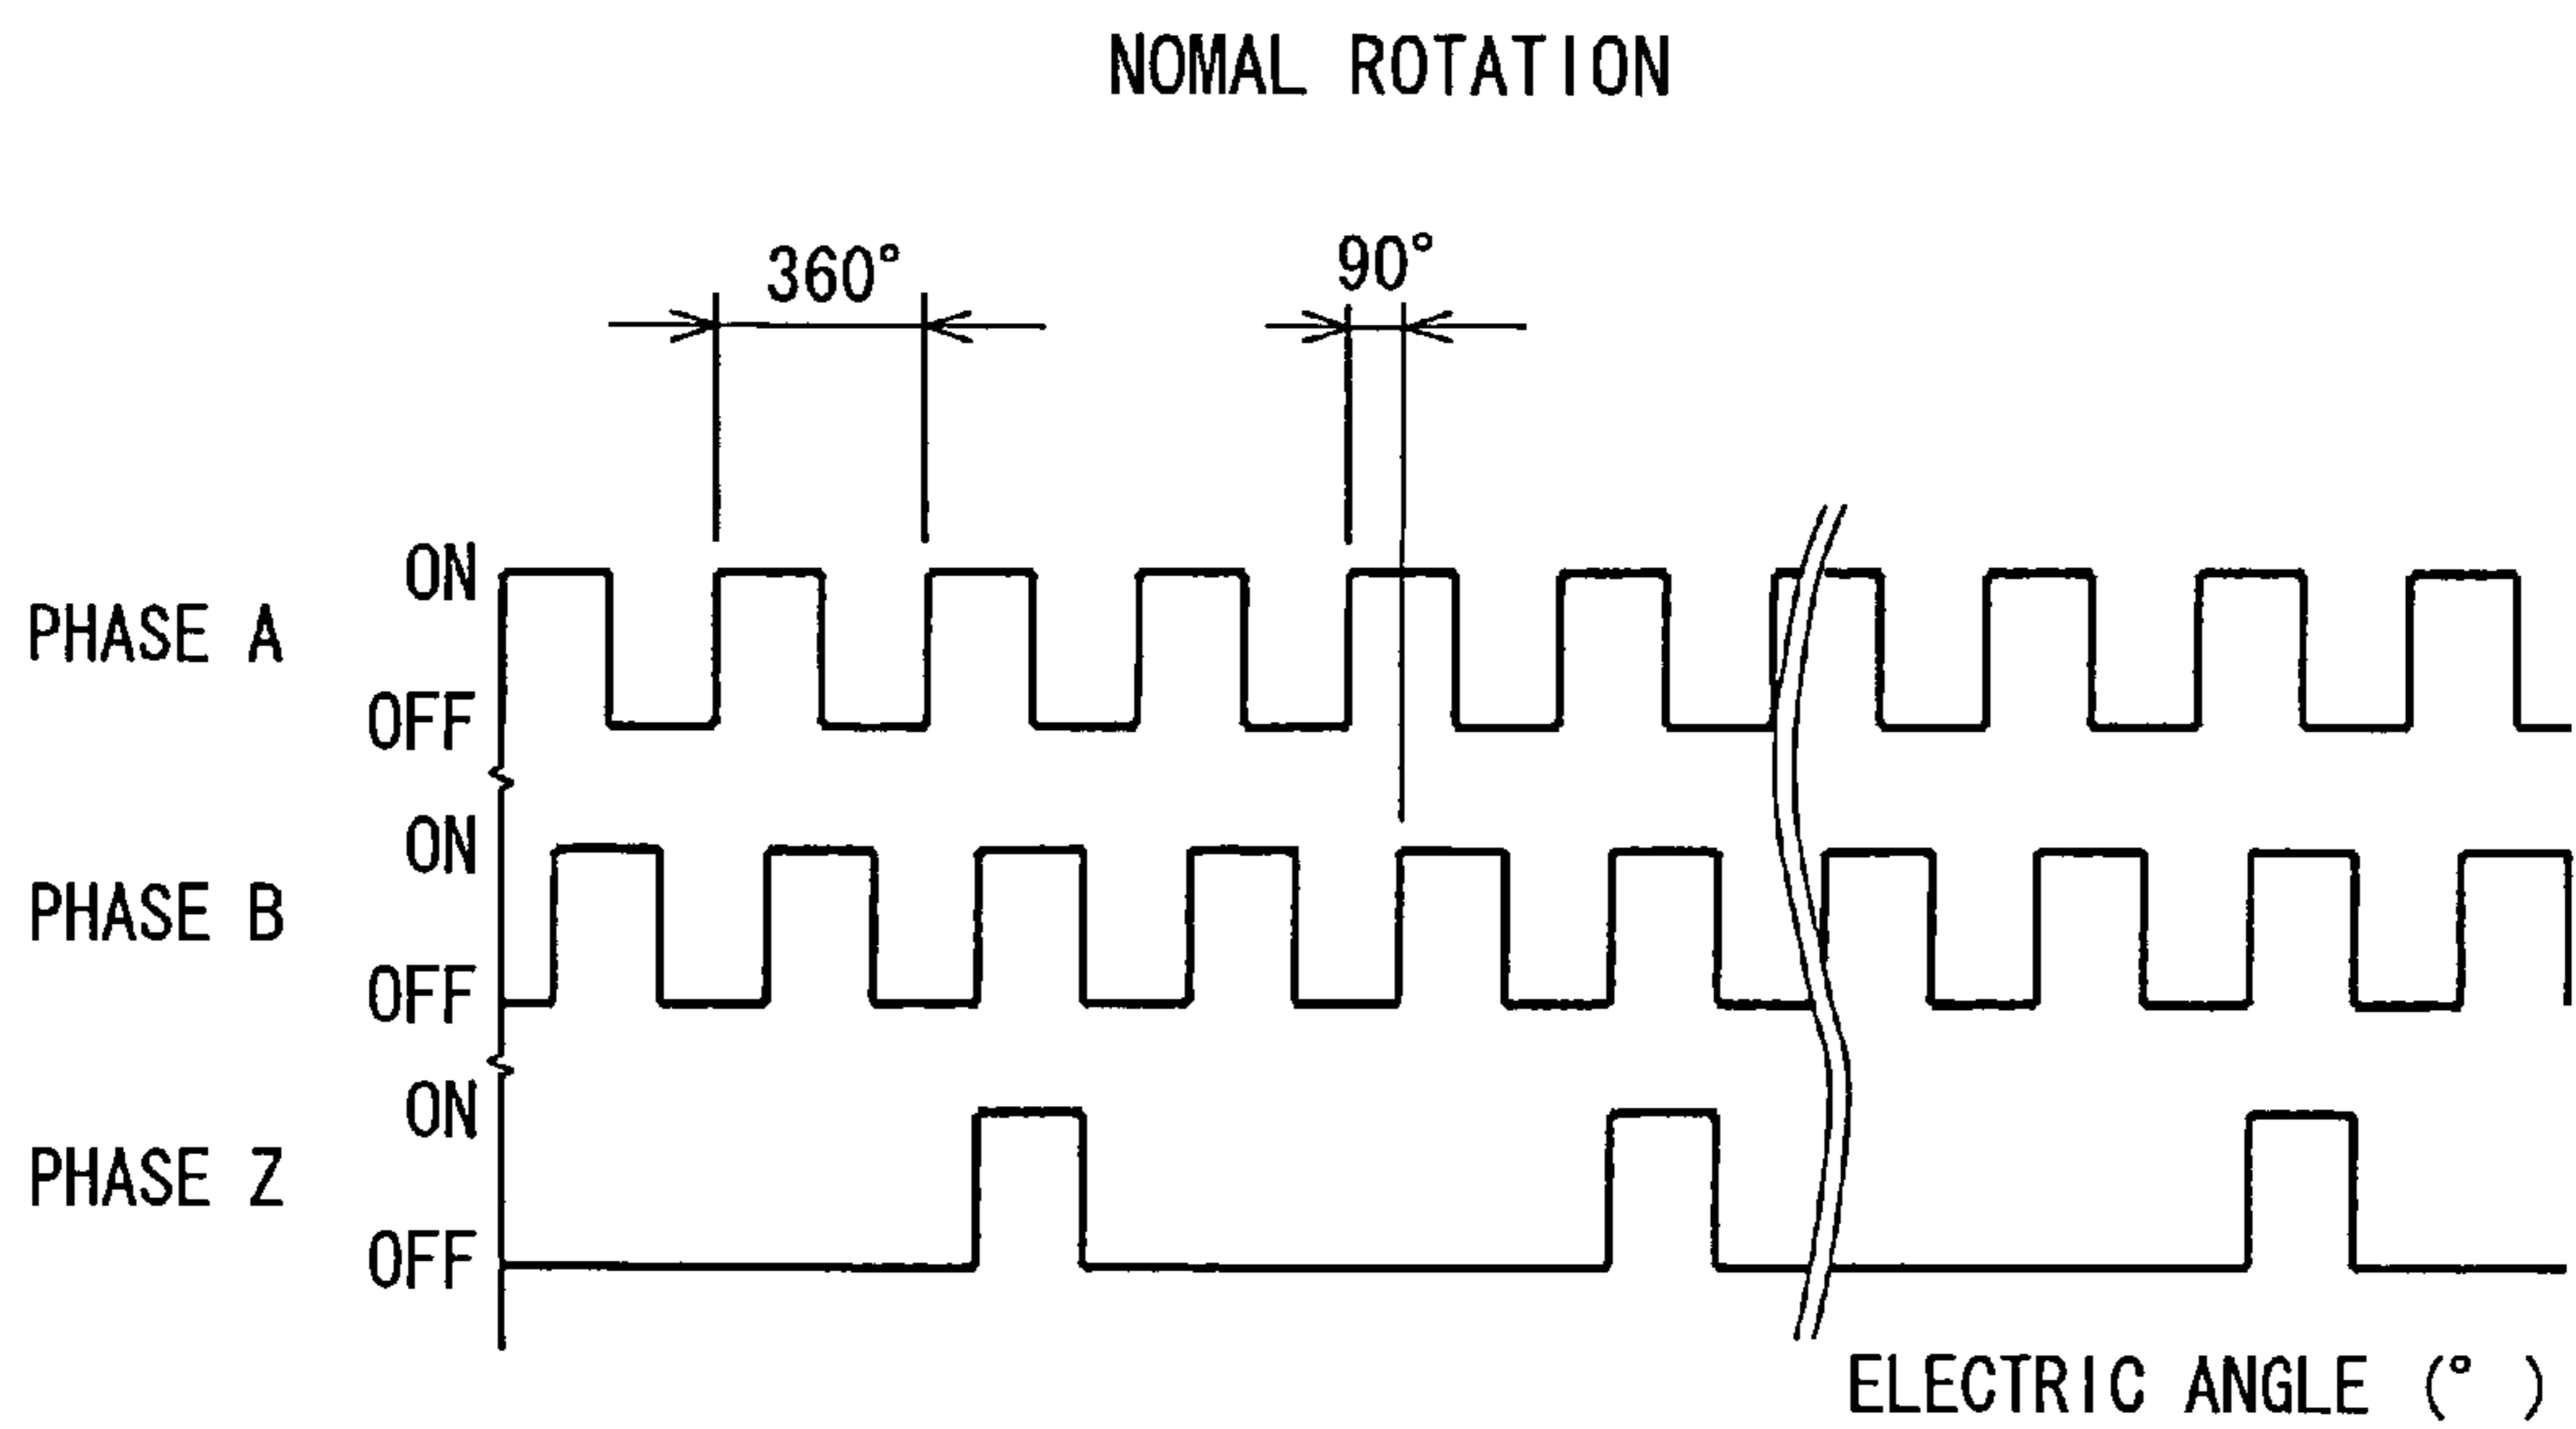 NOMAL ROTATION
360°
90°
ON
PHASE A
OFF
ON
PHASE B
OFF
ON
PHASE Z
OFF
ELECTRIC ANGLE (° )